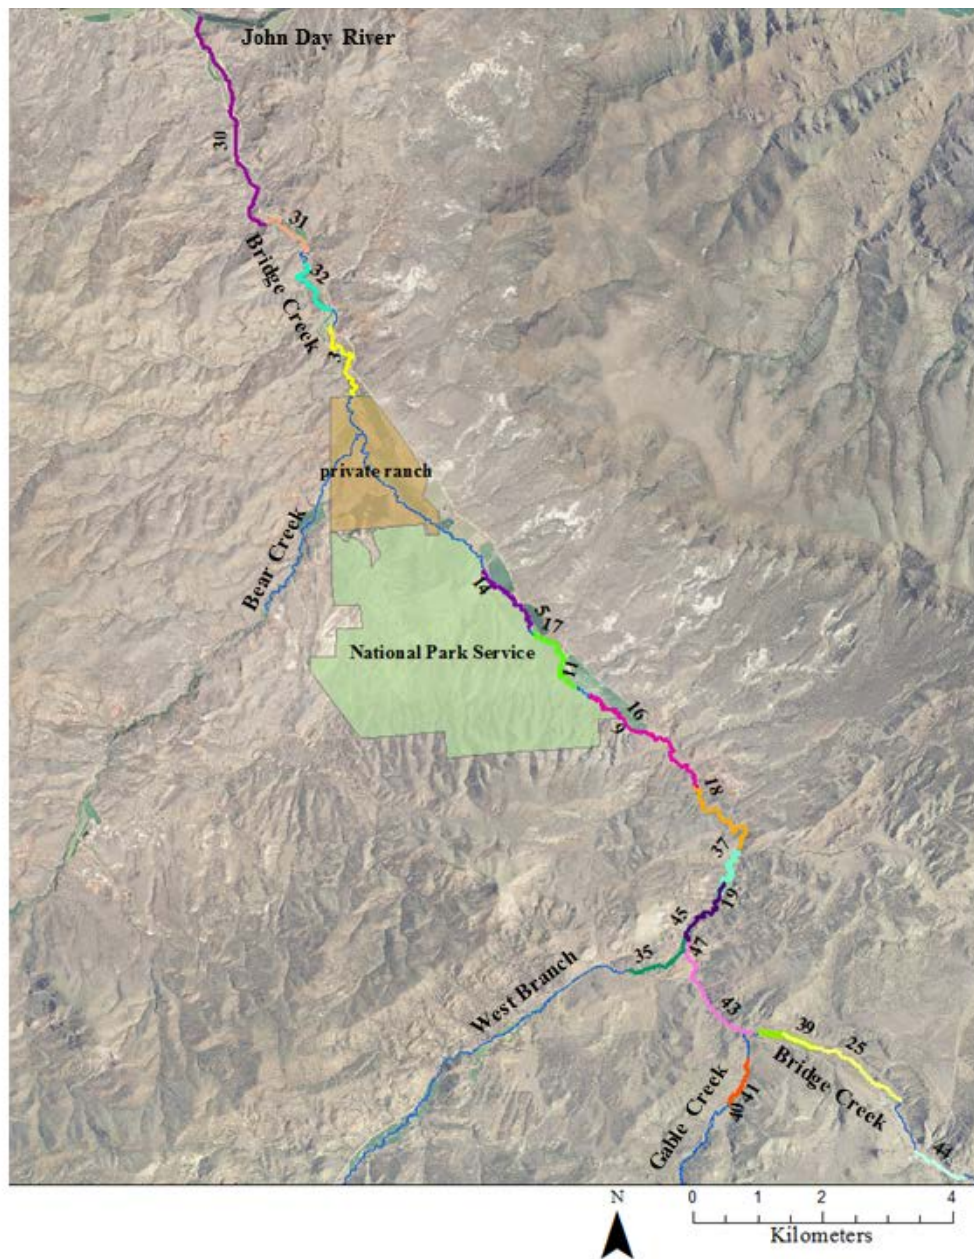 John Day River
30
31
Bridge Creek
32
3
private ranch
Bear Creek
14
5
17
National Park Service
11
16
9
18
37
19
45
47
35
West Branch
43
39
25
Bridge Creek
Gable Creek
40 41
44
N
0 1 2 4
Kilometers